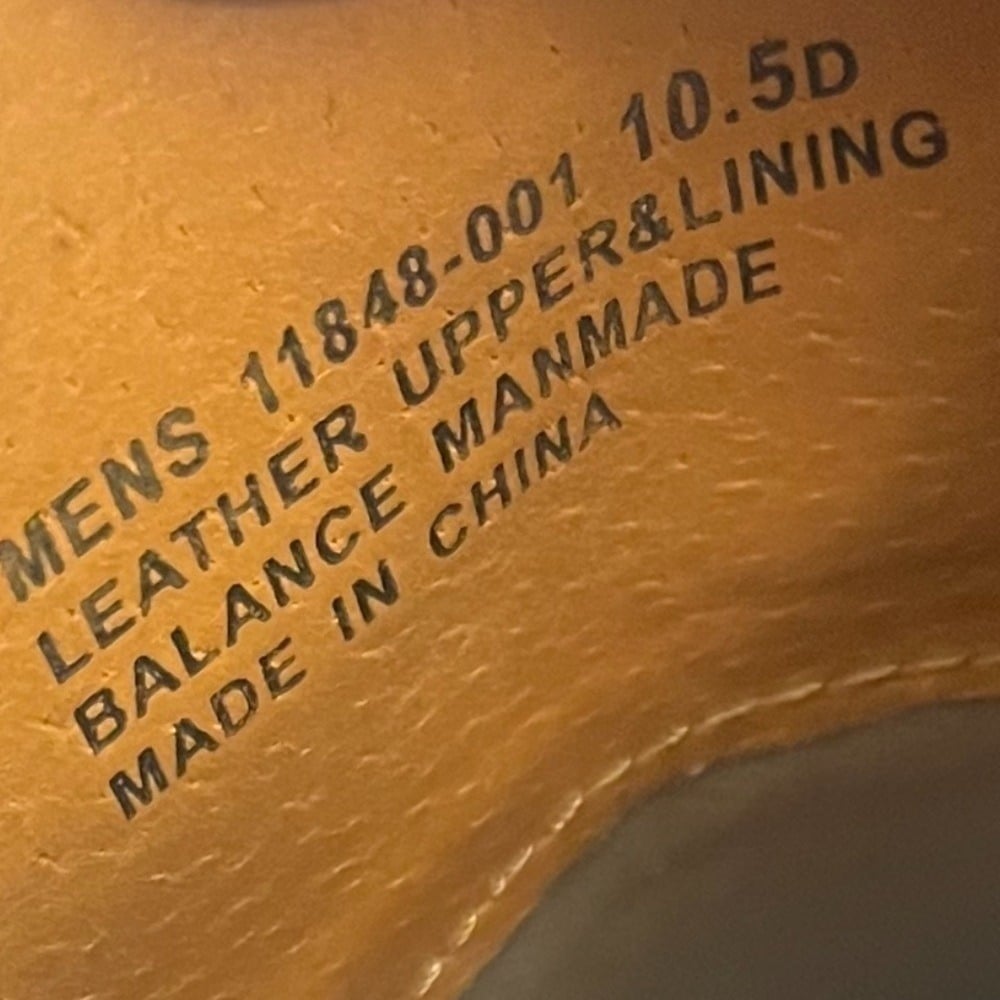 MENS 11848-001 10.5D
LEATHER UPPER&LINING
BALANCE MANMADE
MADE IN CHINA